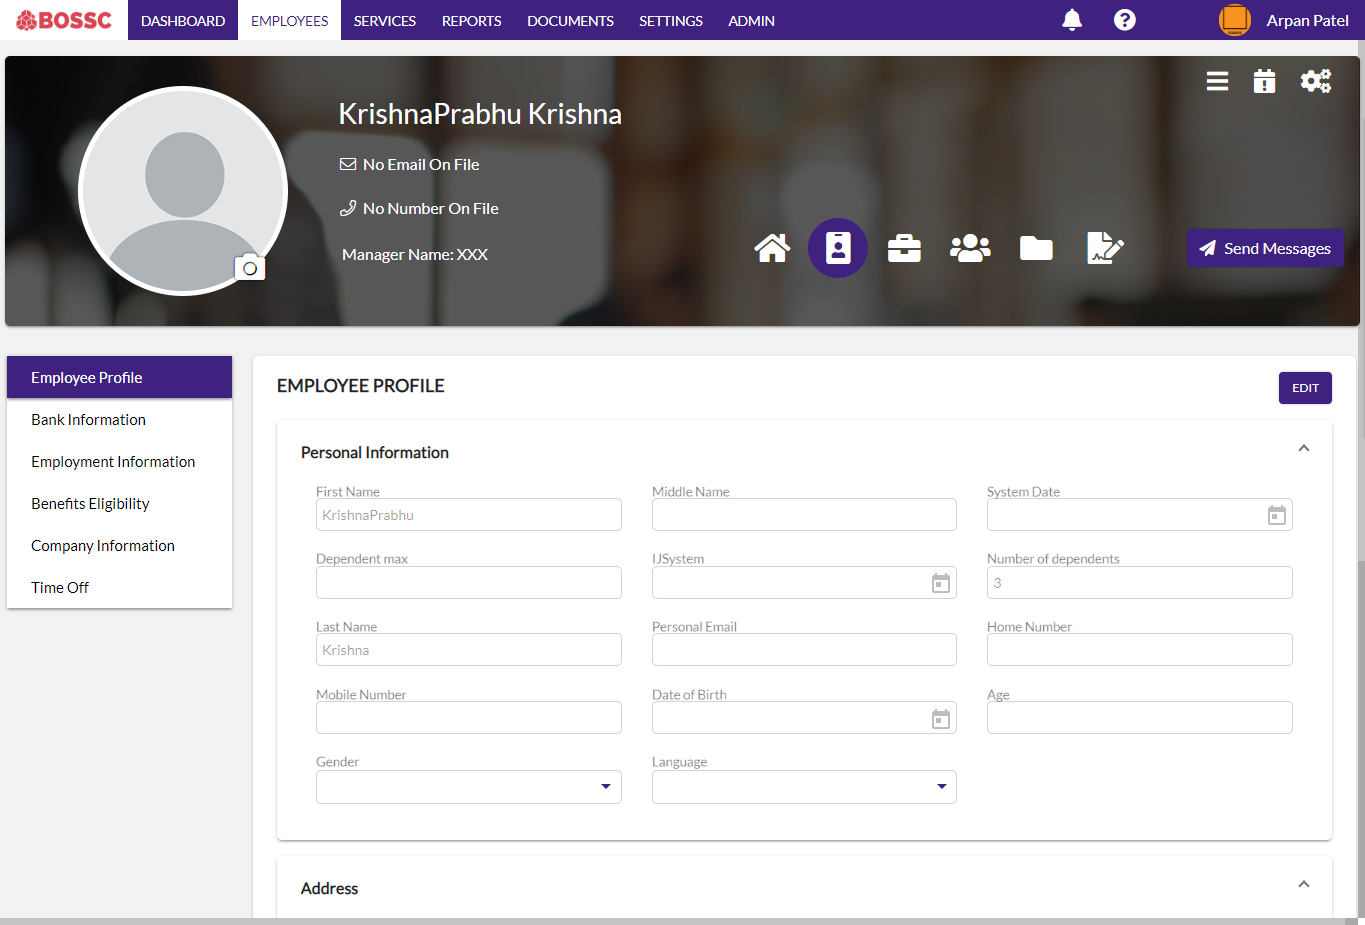 BOSSC DASHBOARD EMPLOYEES SERVICES REPORTS DOCUMENTS SETTINGS ADMIN Arpan Patel
KrishnaPrabhu Krishna
No Email On File
No Number On File
Manager Name: XXX
Send Messages
Employee Profile
Bank Information
Employment Information
Benefits Eligibility
Company Information
Time Off
EMPLOYEE PROFILE
EDIT
Personal Information
First Name Middle Name System Date
KrishnaPrabhu
Dependent max IJSystem Number of dependents
3
Last Name Personal Email Home Number
Krishna
Mobile Number Date of Birth Age
Gender Language
Address